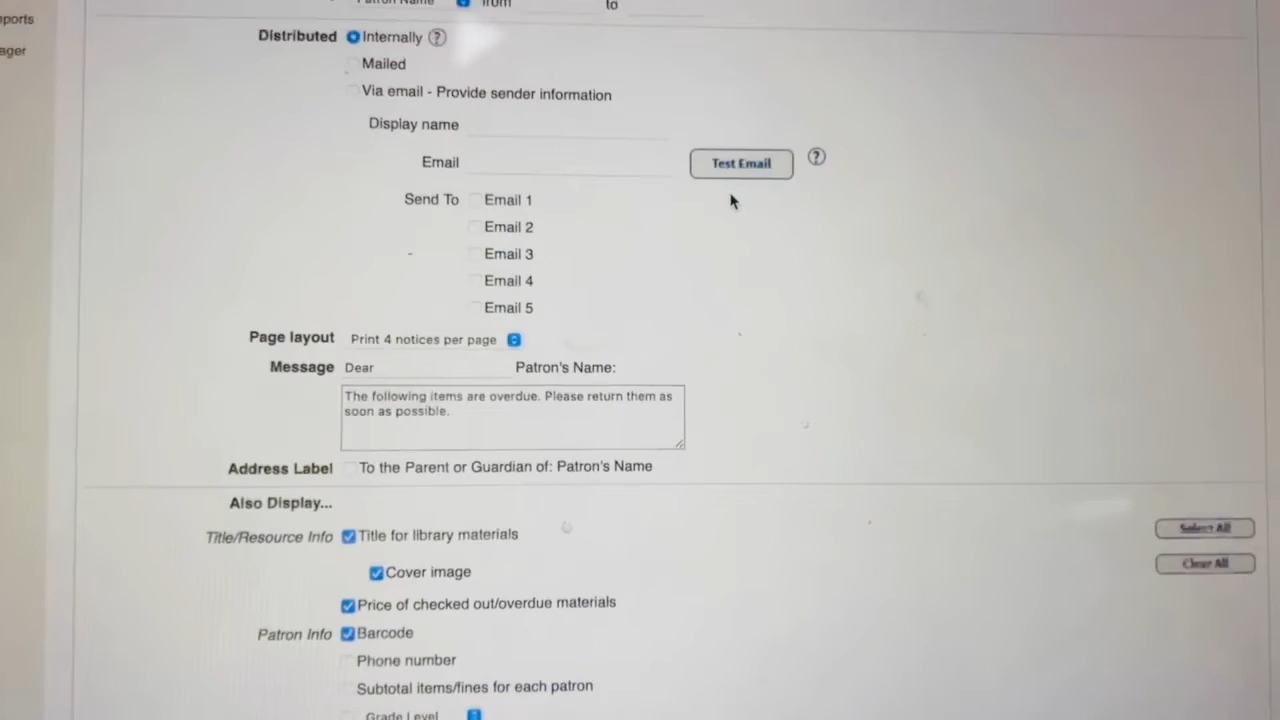 ports
ager
Patron Name from to
Distributed Internally ?
Mailed
Via email - Provide sender information
Display name
Email Test Email ?
Send To Email 1
Email 2
Email 3
Email 4
Email 5
Page layout Print 4 notices per page
Message Dear Patron's Name:
The following items are overdue. Please return them as
soon as possible.
Address Label To the Parent or Guardian of: Patron's Name
Also Display...
Title/Resource Info Title for library materials Select All
Cover image Clear All
Price of checked out/overdue materials
Patron Info Barcode
Phone number
Subtotal items/fines for each patron
Grade Level